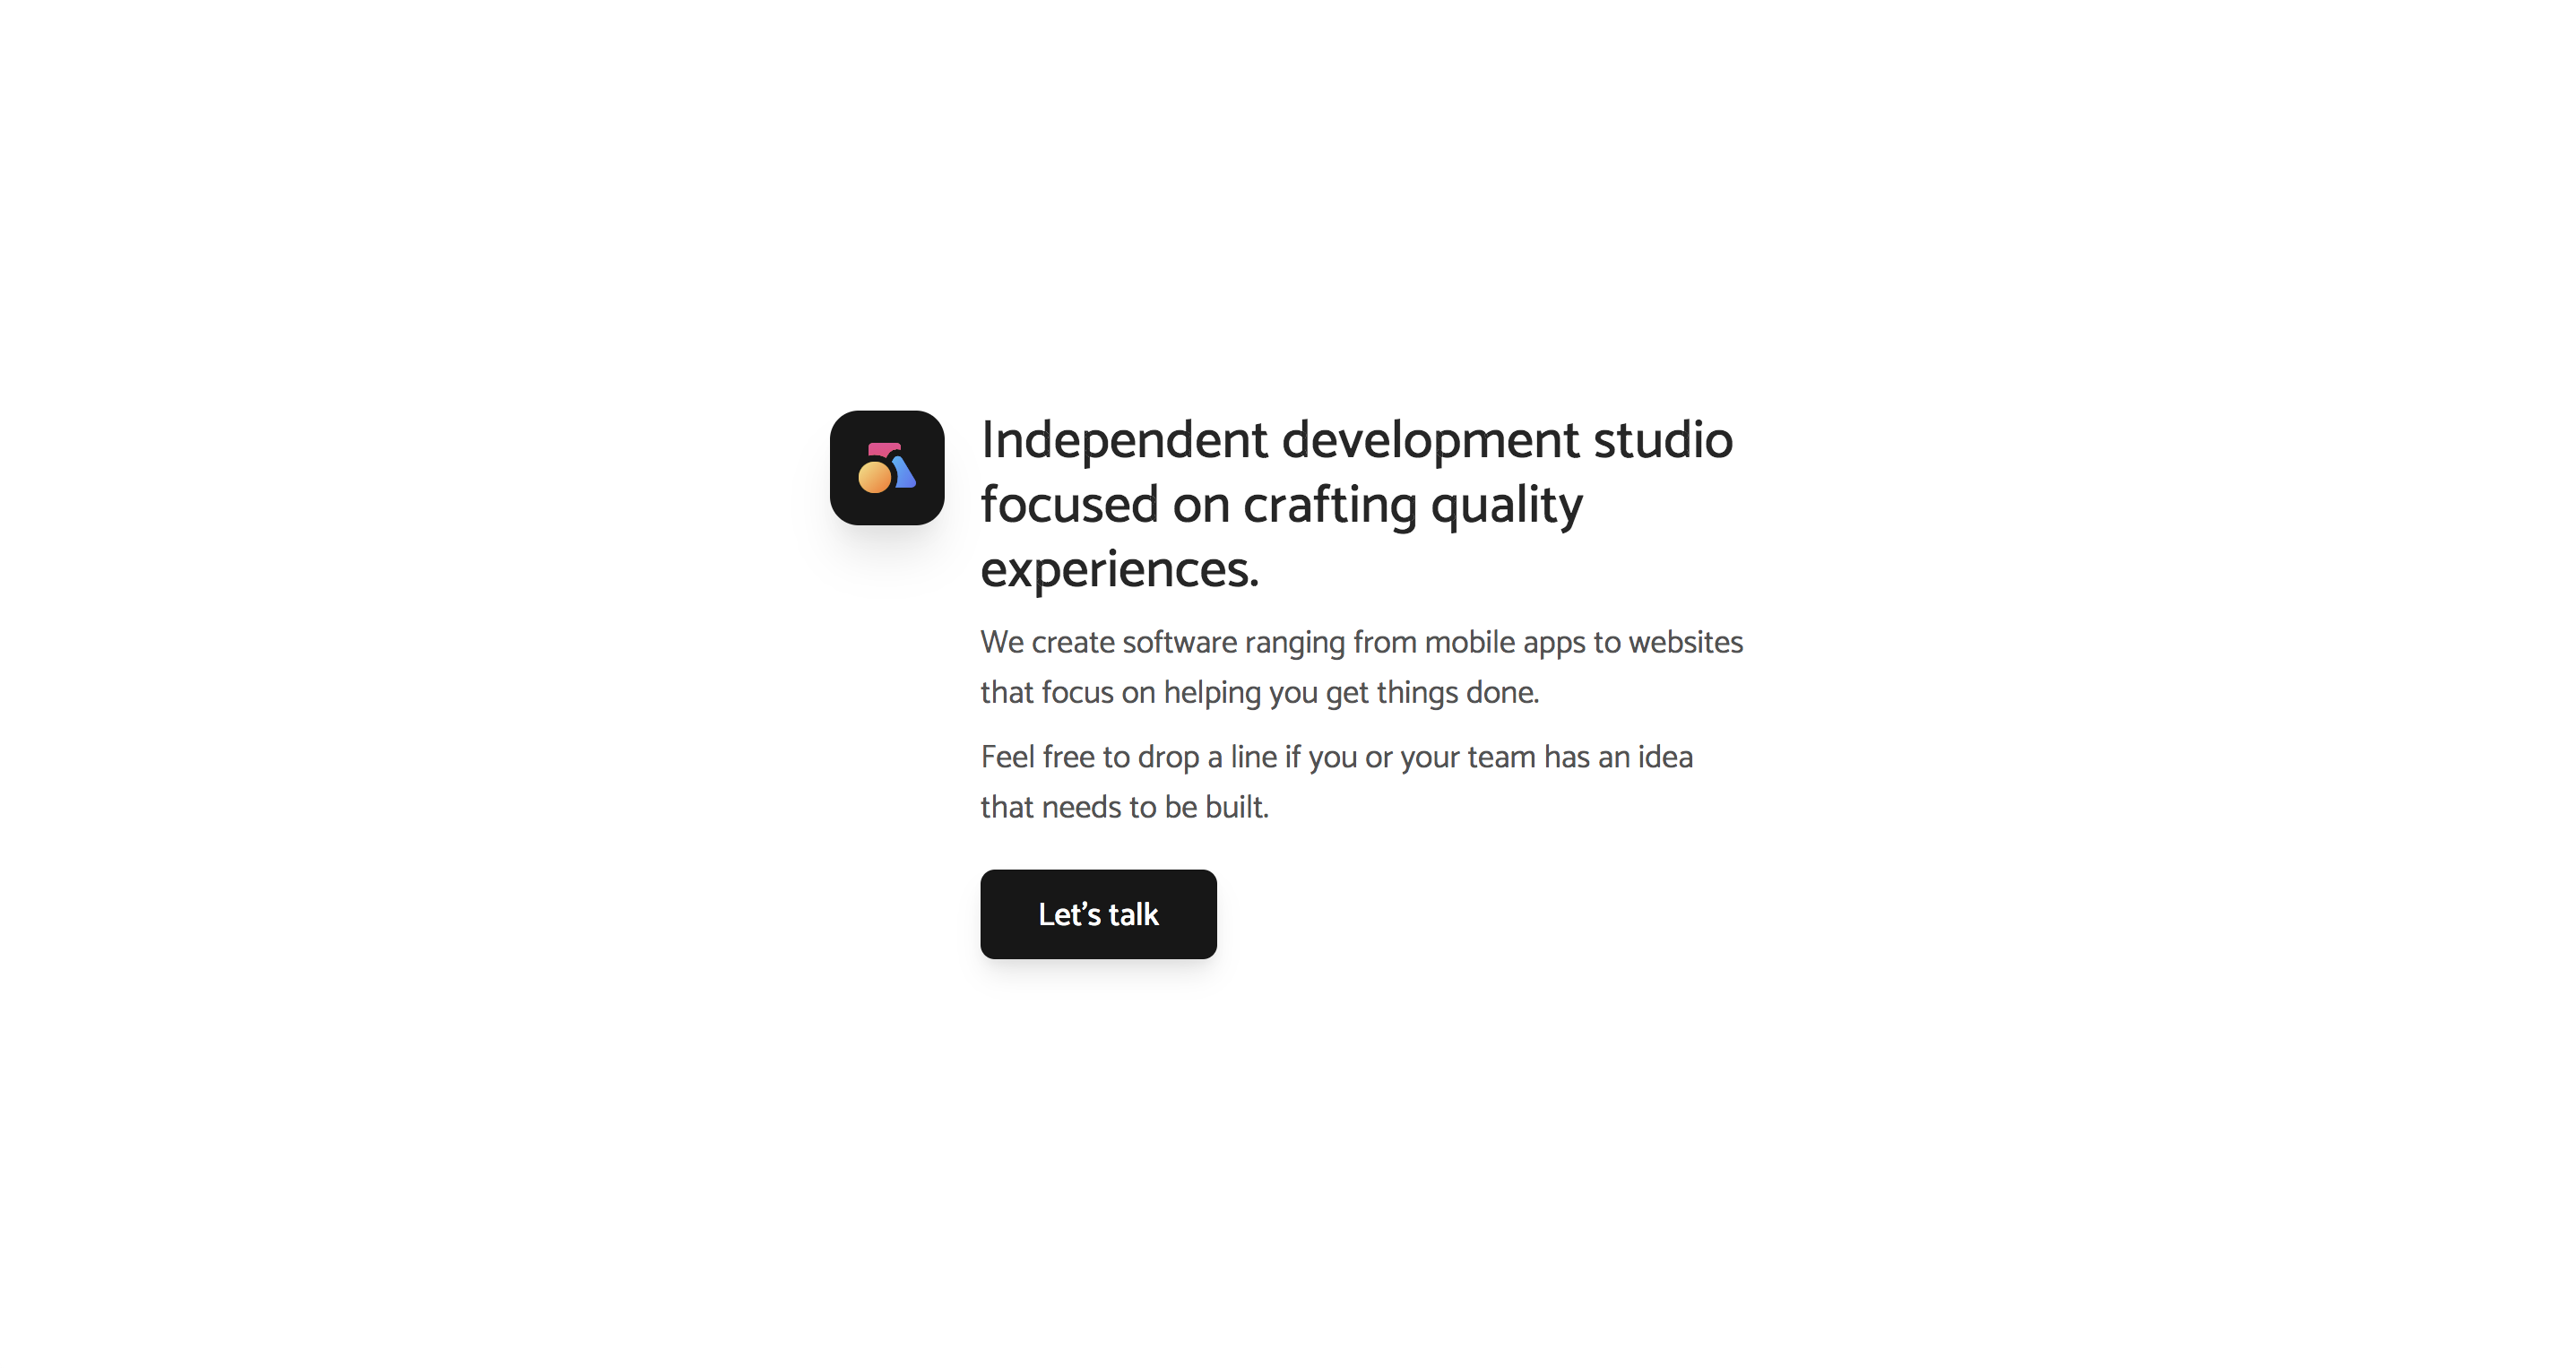 Independent development studio
focused on crafting quality
experiences.
We create software ranging from mobile apps to websites
that focus on helping you get things done.
Feel free to drop a line if you or your team has an idea
that needs to be built.
Let’s talk